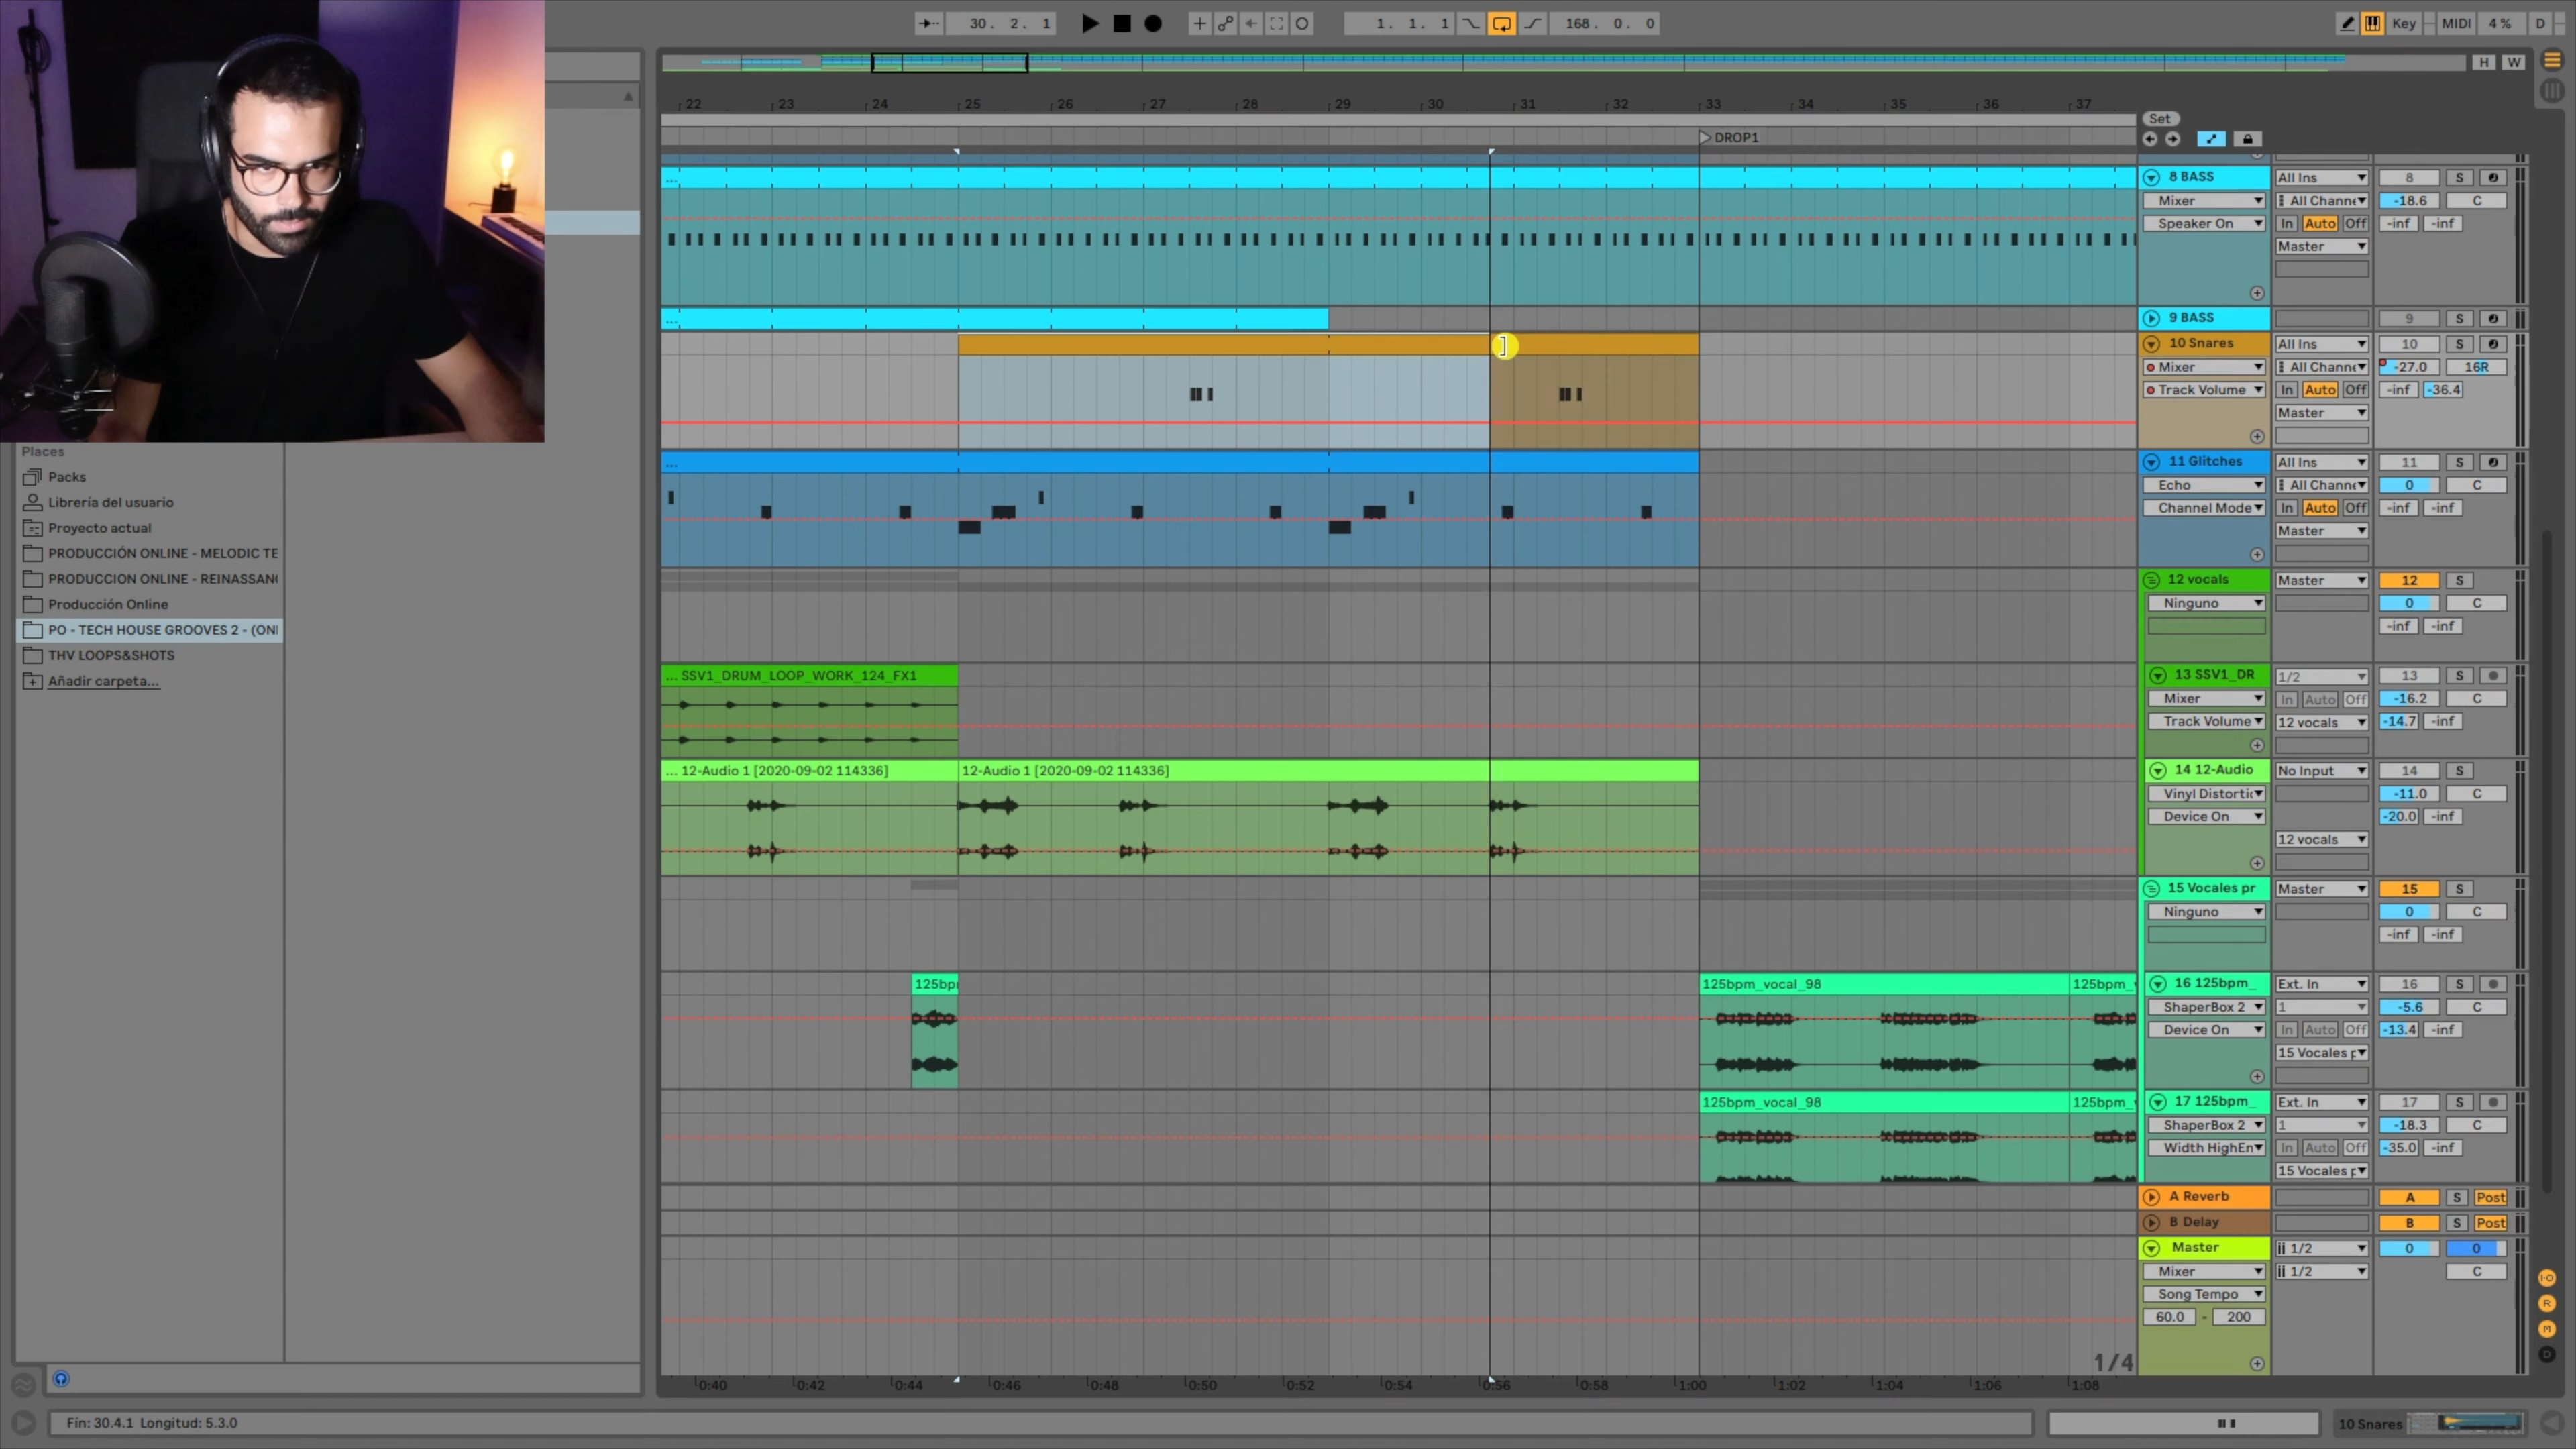 30. 2. 1
1. 1. 1
168. 0. 0
Key
MIDI
4 %
D
H
W
22
23
24
25
26
27
28
29
30
31
32
33
34
35
36
37
Set
DROP1
...
8 BASS
All Ins
8
S
Mixer
-18.6
C
Speaker On
In
Auto
Off
-inf
-inf
Master
...
9 BASS
9
S
10 Snares
All Ins
10
S
Mixer
-27.0
16R
Track Volume
In
Auto
Off
-inf
-36.4
Master
...
11 Glitches
All Ins
11
S
Echo
0
C
Channel Mode
In
Auto
Off
-inf
-inf
Master
12 vocals
Master
12
S
Ninguno
0
C
-inf
-inf
... SSV1_DRUM_LOOP_WORK_124_FX1
13 SSV1_DR
1/2
13
S
Mixer
In
Auto
Off
-16.2
C
Track Volume
12 vocals
-14.7
-inf
... 12-Audio 1 [2020-09-02 114336]
12-Audio 1 [2020-09-02 114336]
14 12-Audio
No Input
14
S
-11.0
C
Device On
-20.0
-inf
12 vocals
15 Vocales pr
Master
15
S
Ninguno
0
C
-inf
-inf
125bpm_vocal_98
16 125bpm_
Ext. In
16
S
ShaperBox 2
1
-5.6
C
Device On
In
Auto
Off
-13.4
-inf
15 Vocales p
125bpm_vocal_98
17 125bpm_
Ext. In
17
S
ShaperBox 2
1
-18.3
C
Width HighEn
In
Auto
Off
-35.0
-inf
15 Vocales p
A Reverb
A
S
Post
B Delay
B
S
Post
Master
1/2
0
0
Mixer
1/2
C
Song Tempo
60.0
-
200
1/4
0:40
0:42
0:44
0:46
0:48
0:50
0:52
0:54
0:56
0:58
1:00
1:02
1:04
1:06
1:08
Places
Packs
Librería del usuario
Proyecto actual
PRODUCCIÓN ONLINE - MELODIC TE
PRODUCCION ONLINE - REINASSAN
Producción Online
PO - TECH HOUSE GROOVES 2 - (ON
THV LOOPS&SHOTS
Añadir carpeta...
Fín: 30.4.1 Longitud: 5.3.0
10 Snares